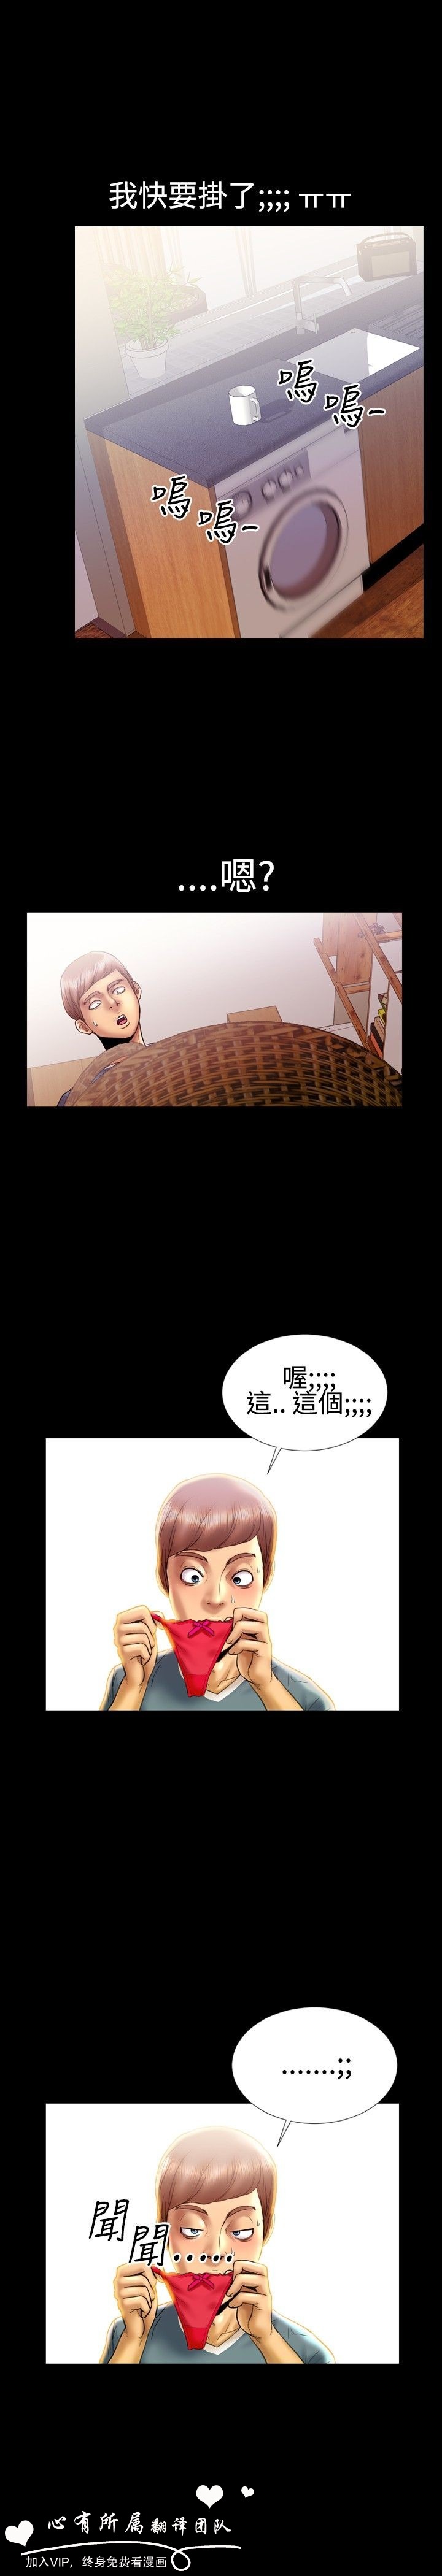 我快要掛了;;;; ㅠㅠ
嗚
嗚-
嗚
嗚-
....嗯?
喔;;;;
這.. 這個;;;;
.......;;
聞
聞.....
心有所属翻译团队
加入VIP，终身免费看漫画